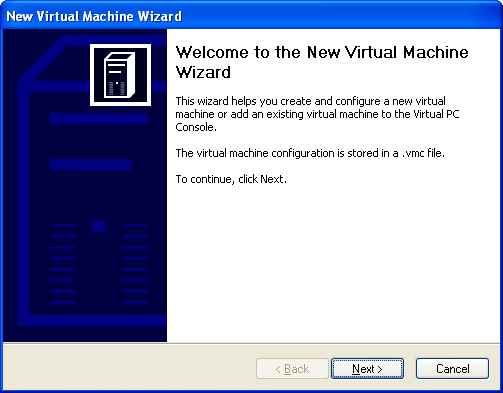 New Virtual Machine Wizard
Welcome to the New Virtual Machine
Wizard
This wizard helps you create and configure a new virtual
machine or add an existing virtual machine to the Virtual PC
Console.
The virtual machine configuration is stored in a .vmc file.
To continue, click Next.
< Back
Next >
Cancel